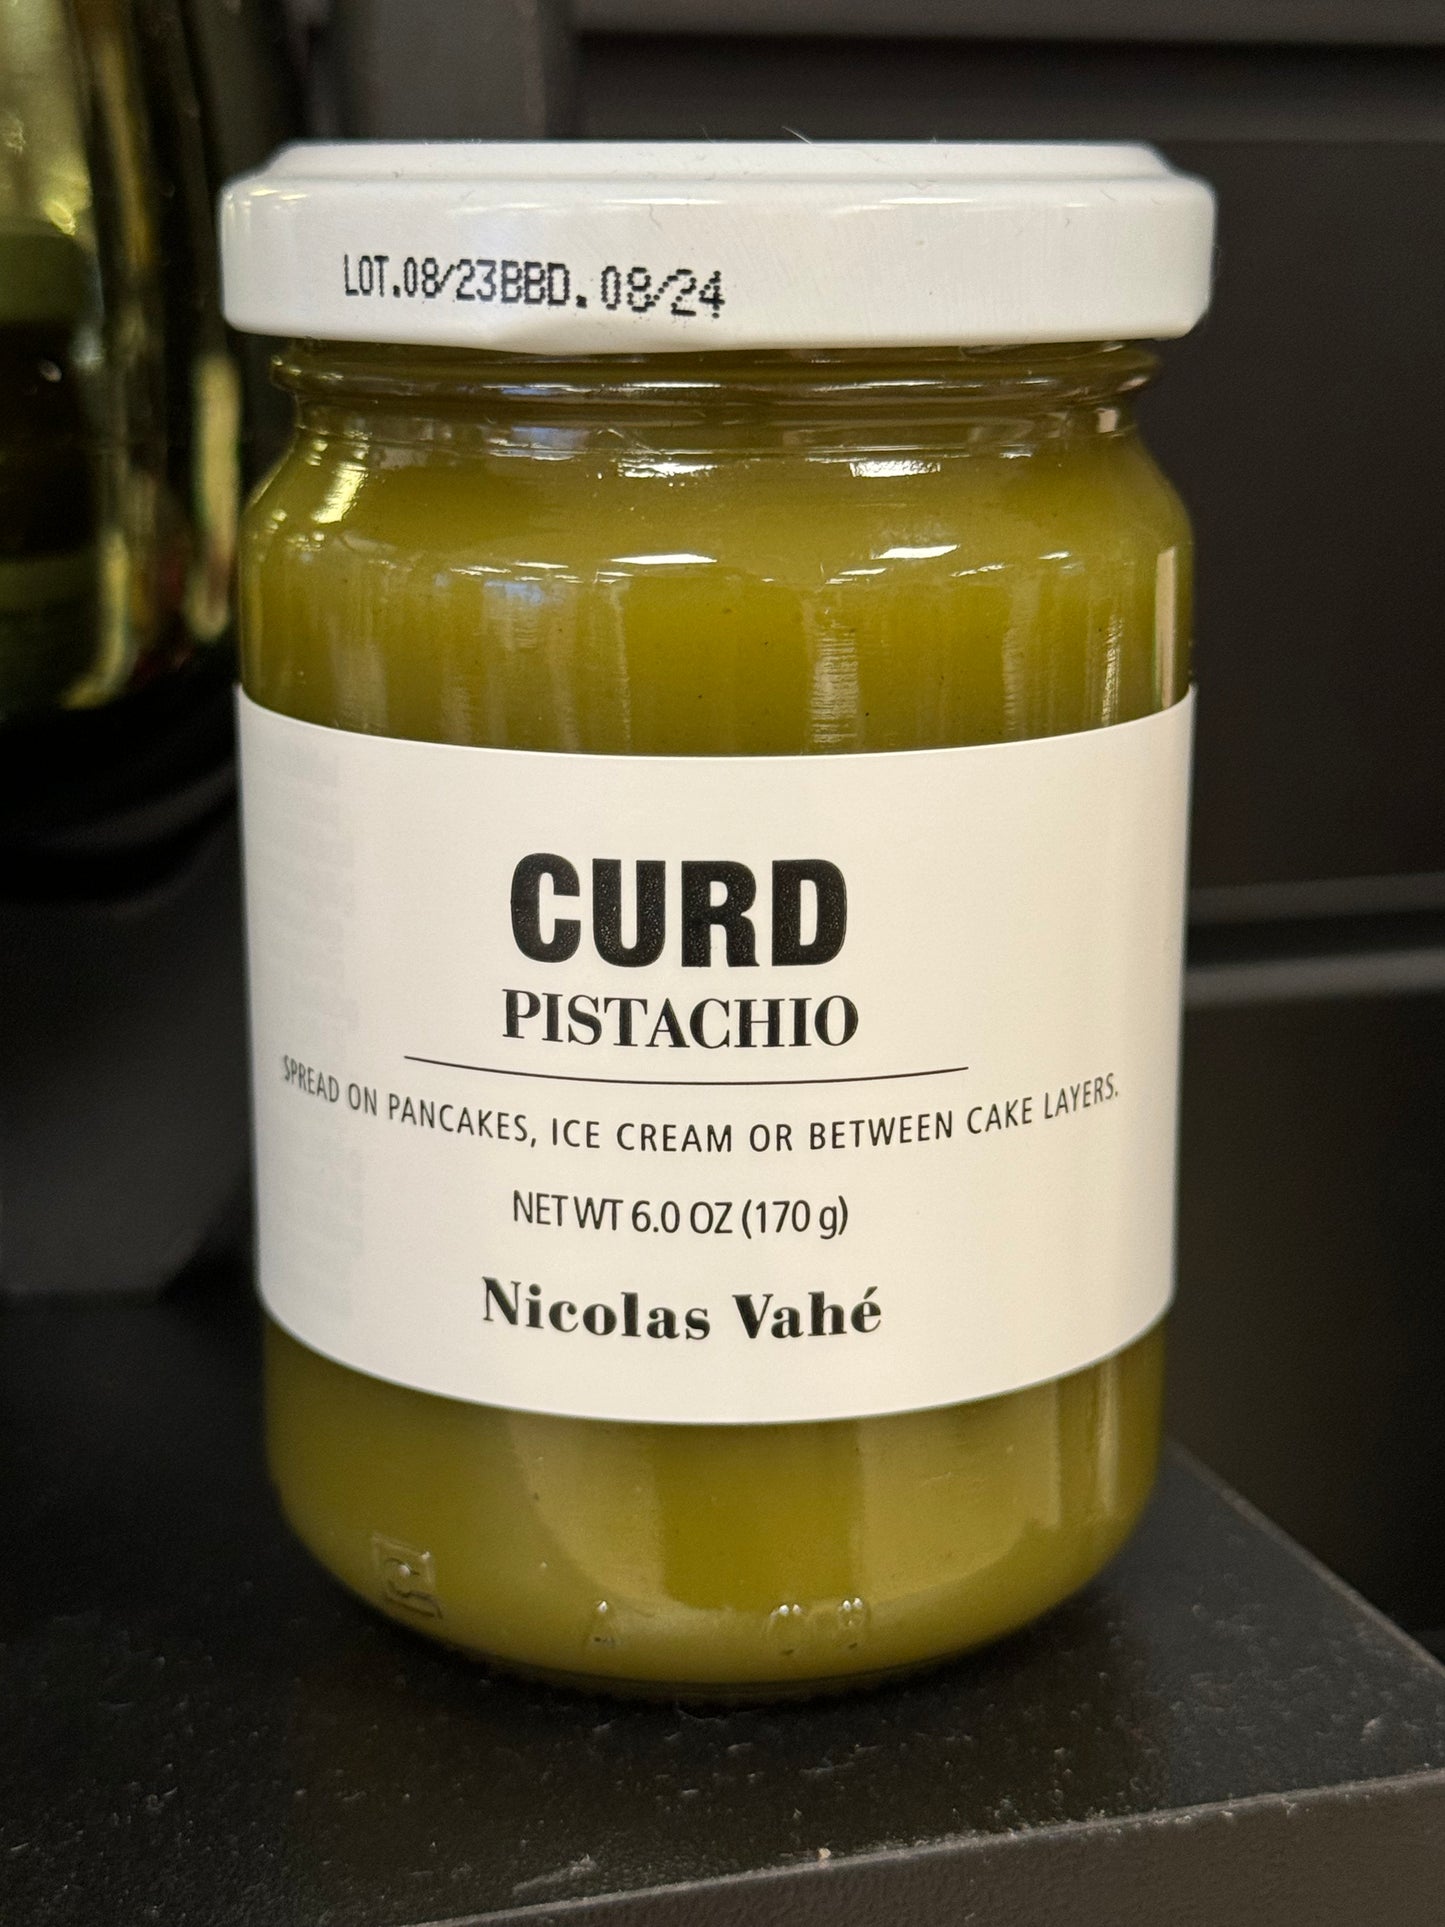 LOT.08/23BBD. 08/24
CURD
PISTACHIO
SPREAD ON PANCAKES, ICE CREAM OR BETWEEN CAKE LAYERS.
NET WT 6.0 OZ (170 g)
Nicolas Vahé